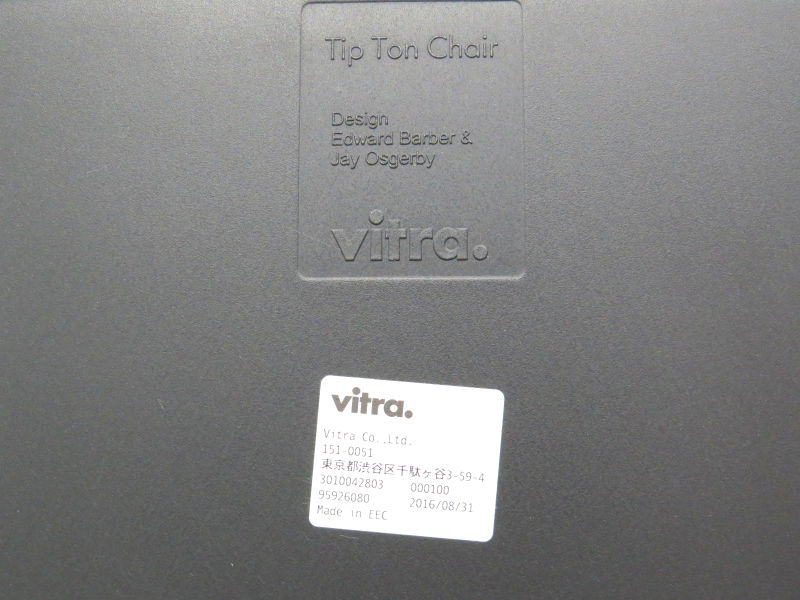 Tip Ton Chair
Design
Edward Barber &
Jay Osgerby
vitra.
vitra.
Vitra Co.,Ltd.
151-0051
東京都渋谷区千駄ヶ谷3-59-4
3010042803 000100
95926080 2016/08/31
Made in EEC